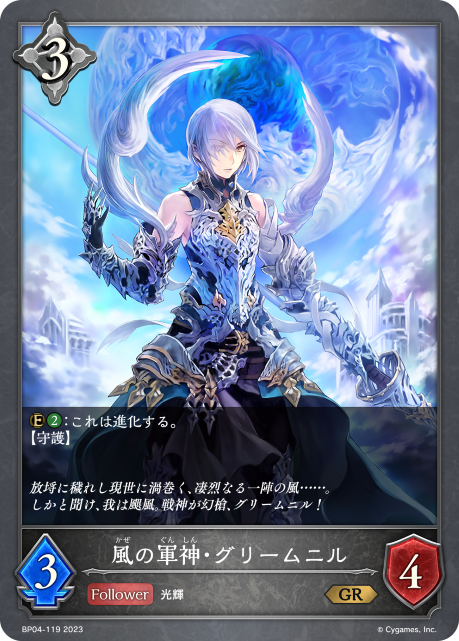 3
E 2:これは進化する。
【守護】
放埒に穢れし現世に渦巻く、凄烈なる一陣の風……。
しかと聞け、我は颶風。戦神が幻槍、グリームニル!
かぜ ぐん しん
風の軍神・グリームニル
3
Follower 光輝
GR
4
BP04-119 2023
© Cygames, Inc.